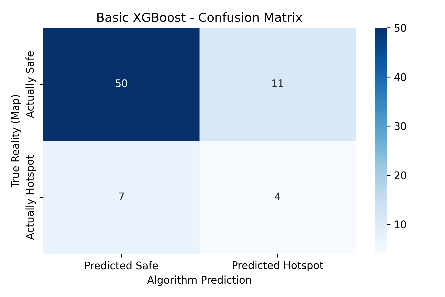 Basic XGBoost - Confusion Matrix
True Reality (Map)
Actually Safe
Actually Hotspot
50
11
7
4
Predicted Safe
Predicted Hotspot
Algorithm Prediction
50
40
30
20
10